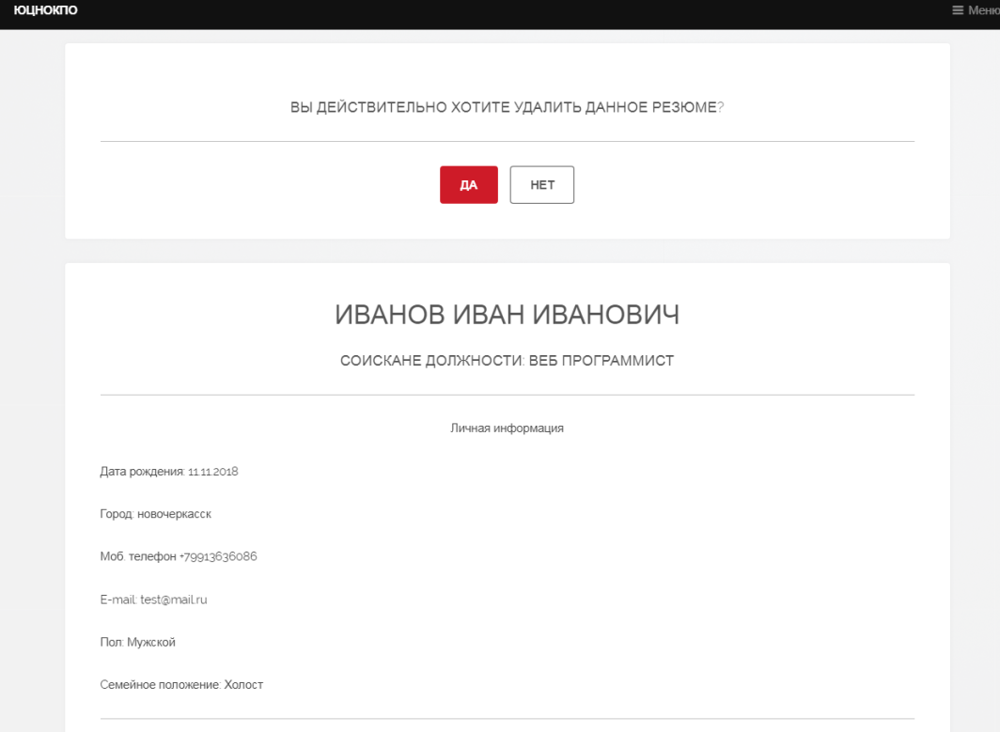 ЮЦНОКПО
Меню
ВЫ ДЕЙСТВИТЕЛЬНО ХОТИТЕ УДАЛИТЬ ДАННОЕ РЕЗЮМЕ?
ДА
НЕТ
ИВАНОВ ИВАН ИВАНОВИЧ
СОИСКАНЕ ДОЛЖНОСТИ: ВЕБ ПРОГРАММИСТ
Личная информация
Дата рождения: 11.11.2018
Город: новочеркасск
Моб. телефон +79913636086
E-mail: test@mail.ru
Пол: Мужской
Семейное положение: Холост